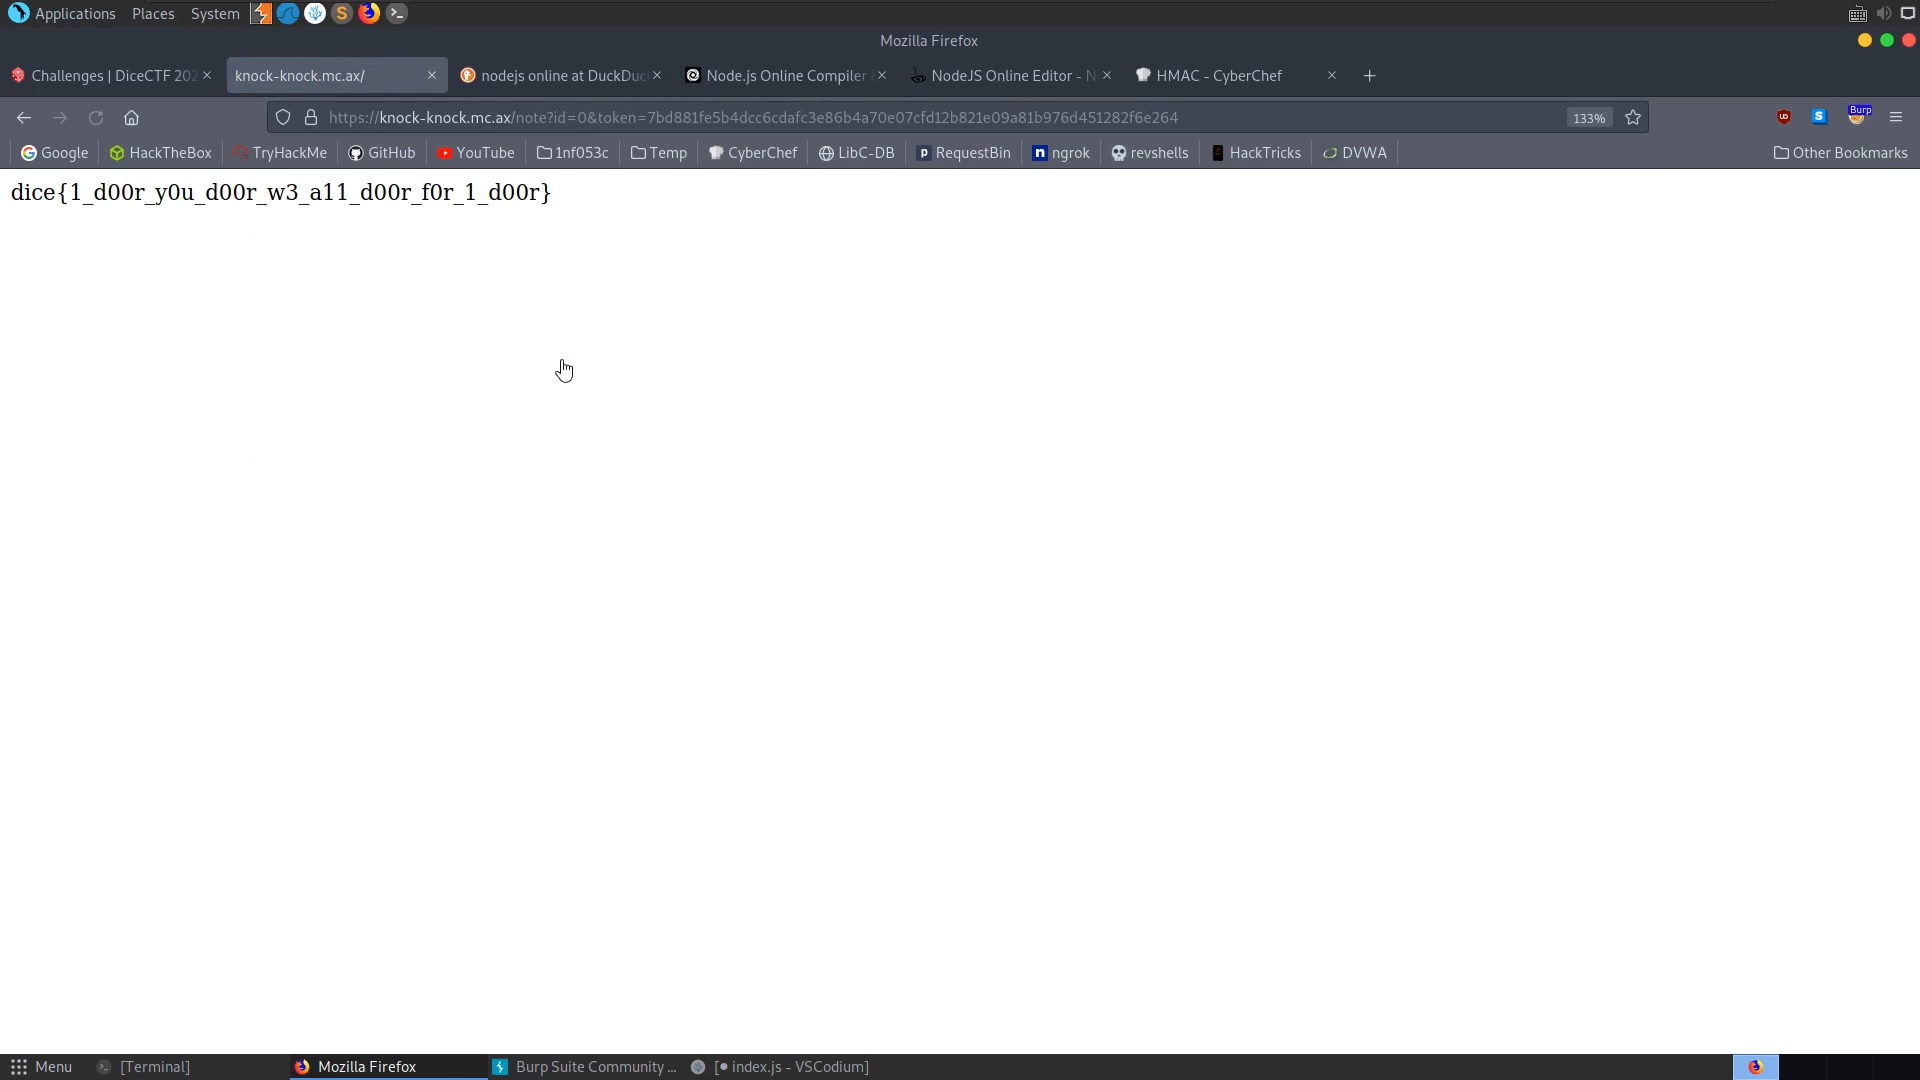 Applications Places System
Mozilla Firefox
Challenges | DiceCTF 202
knock-knock.mc.ax/
nodejs online at DuckDuc
Node.js Online Compiler
NodeJS Online Editor - N
HMAC - CyberChef
https://knock-knock.mc.ax/note?id=0&token=7bd881fe5b4dcc6cdafc3e86b4a70e07cfd12b821e09a81b976d451282f6e264 133% Burp
Google HackTheBox TryHackMe GitHub YouTube 1nf053c Temp CyberChef LibC-DB RequestBin ngrok revshells HackTricks DVWA Other Bookmarks
dice{1_d00r_y0u_d00r_w3_a11_d00r_f0r_1_d00r}
Menu [Terminal] Mozilla Firefox Burp Suite Community ... [• index.js - VSCodium]